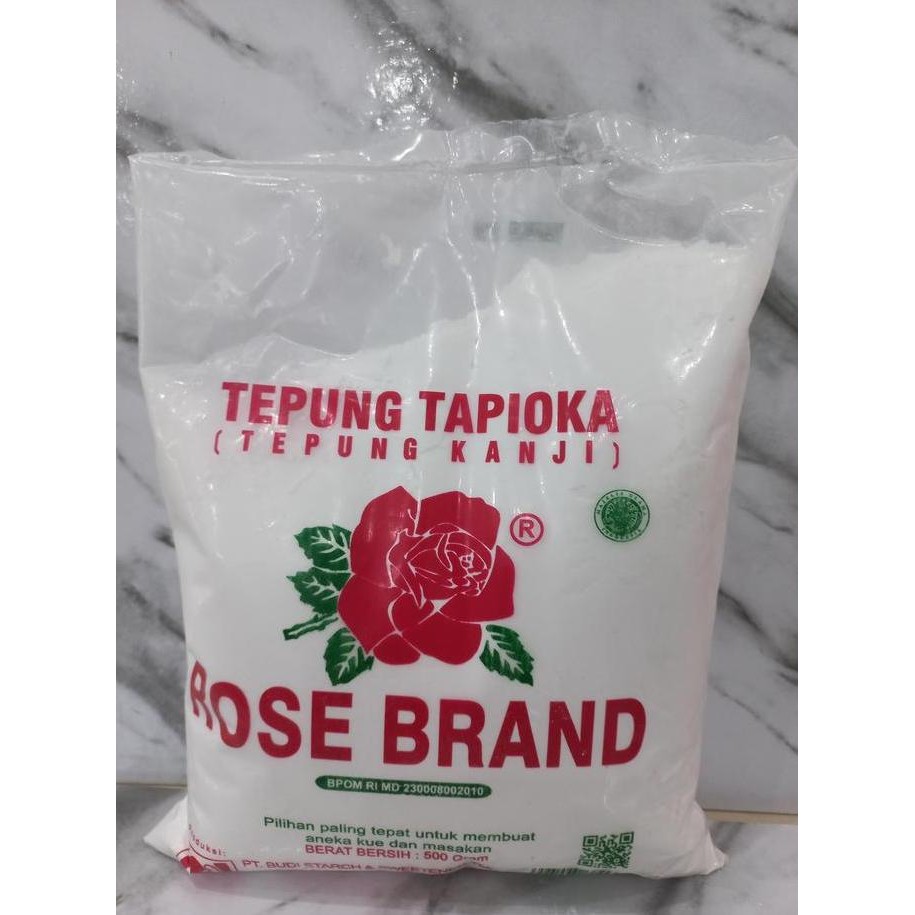 TEPUNG TAPIOKA
(TEPUNG KANJI)
®
ROSE BRAND
BPOM RI MD 230008002010
Pilihan paling tepat untuk membuat
aneka kue dan masakan
BERAT BERSIH : 500 Gram
PT. BUDI STARCH &